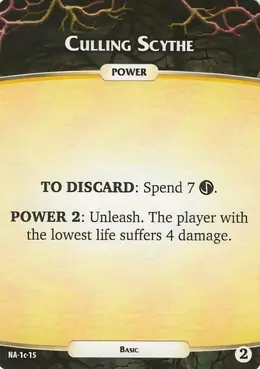 CULLING SCYTHE
POWER
TO DISCARD: Spend 7 .
POWER 2: Unleash. The player with
the lowest life suffers 4 damage.
NA-1c-15
BASIC
2